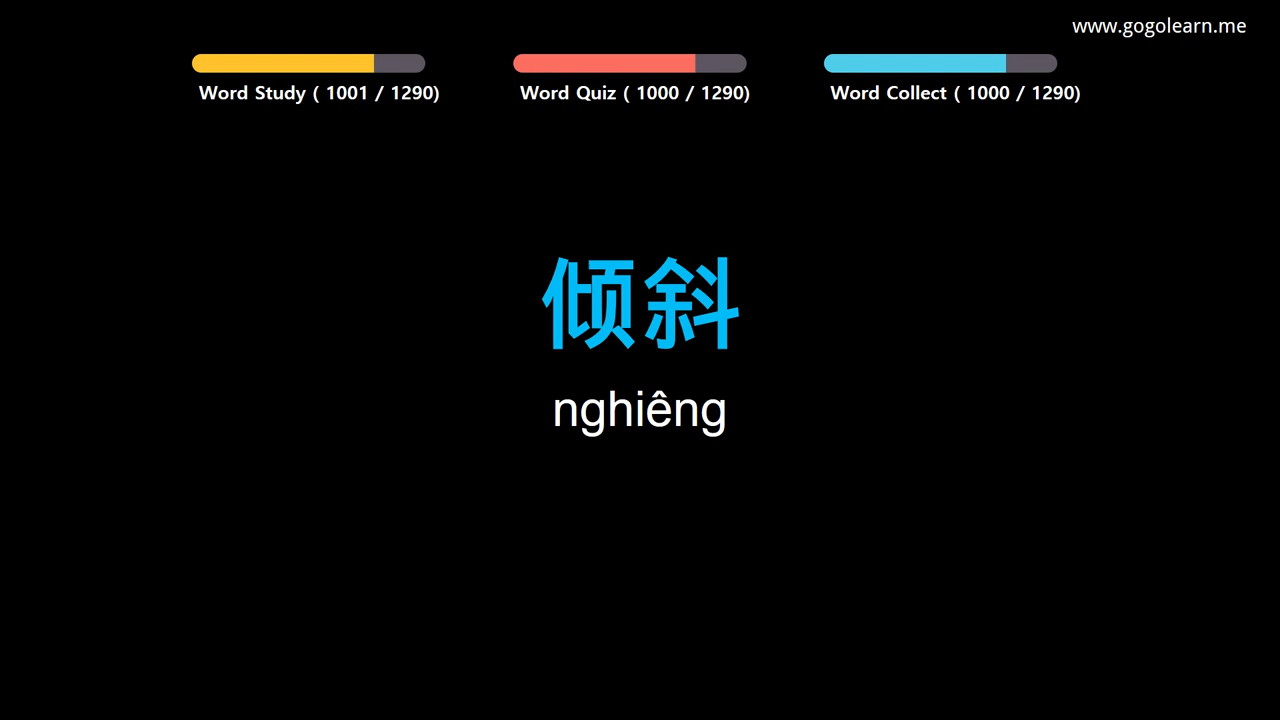 www.gogolearn.me
Word Study ( 1001 / 1290)
Word Quiz ( 1000 / 1290)
Word Collect ( 1000 / 1290)
倾斜
nghiêng